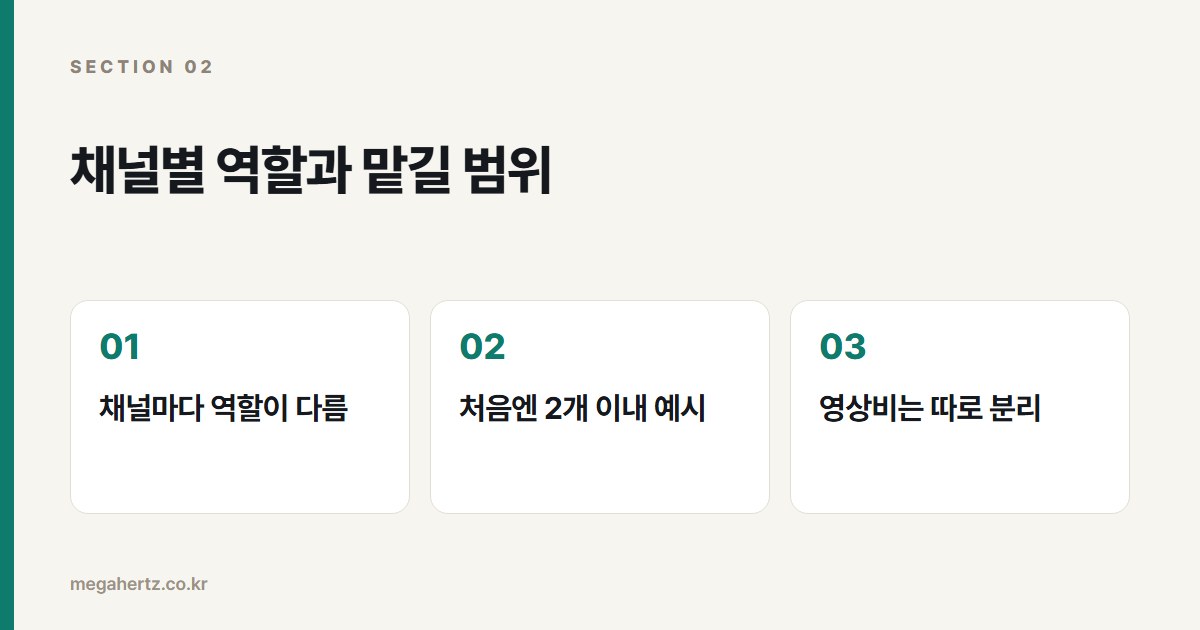 SECTION 02
채널별 역할과 맡길 범위
01
채널마다 역할이 다름
02
처음엔 2개 이내 예시
03
영상비는 따로 분리
megahertz.co.kr